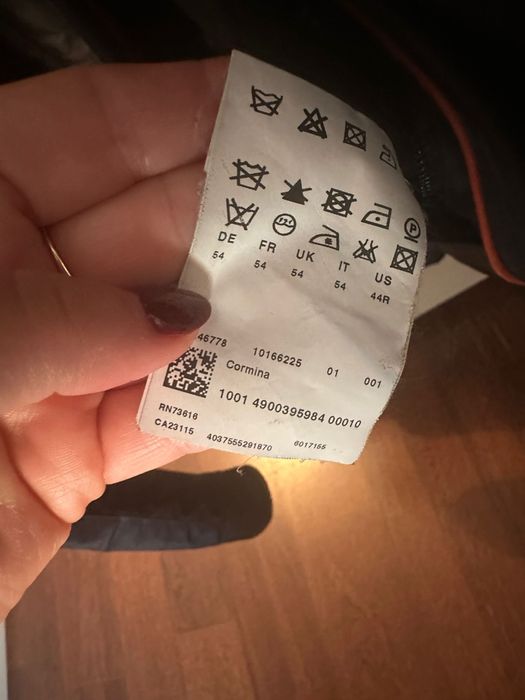 P
DE FR UK IT US
54 54 54 54 44R
46778 10166225 01 001
Cormina
1001 4900395984 00010
RN73616
CA23115 4037555291870 6017155